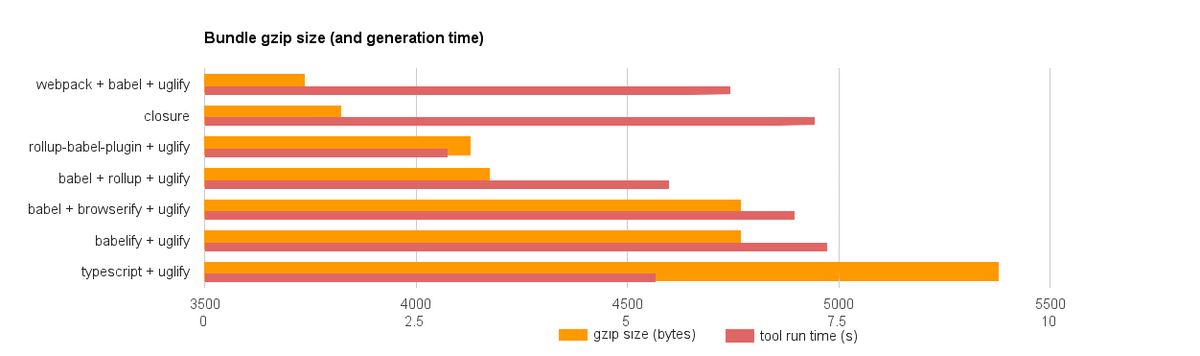 Bundle gzip size (and generation time)
webpack + babel + uglify
closure
rollup-babel-plugin + uglify
babel + rollup + uglify
babel + browserify + uglify
babelify + uglify
typescript + uglify
3500 4000 4500 5000 5500
0 2.5 5 7.5 10
gzip size (bytes) tool run time (s)